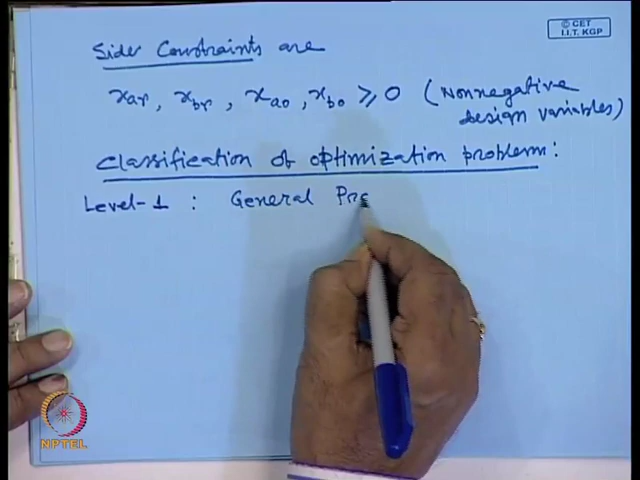 © CET
I.I.T. KGP
Side Constraints are
xar, xbr, xao, xbo ≥ 0 (Nonnegative
design variables)
Classification of optimization problem:
Level-1 : General Pro
NPTEL